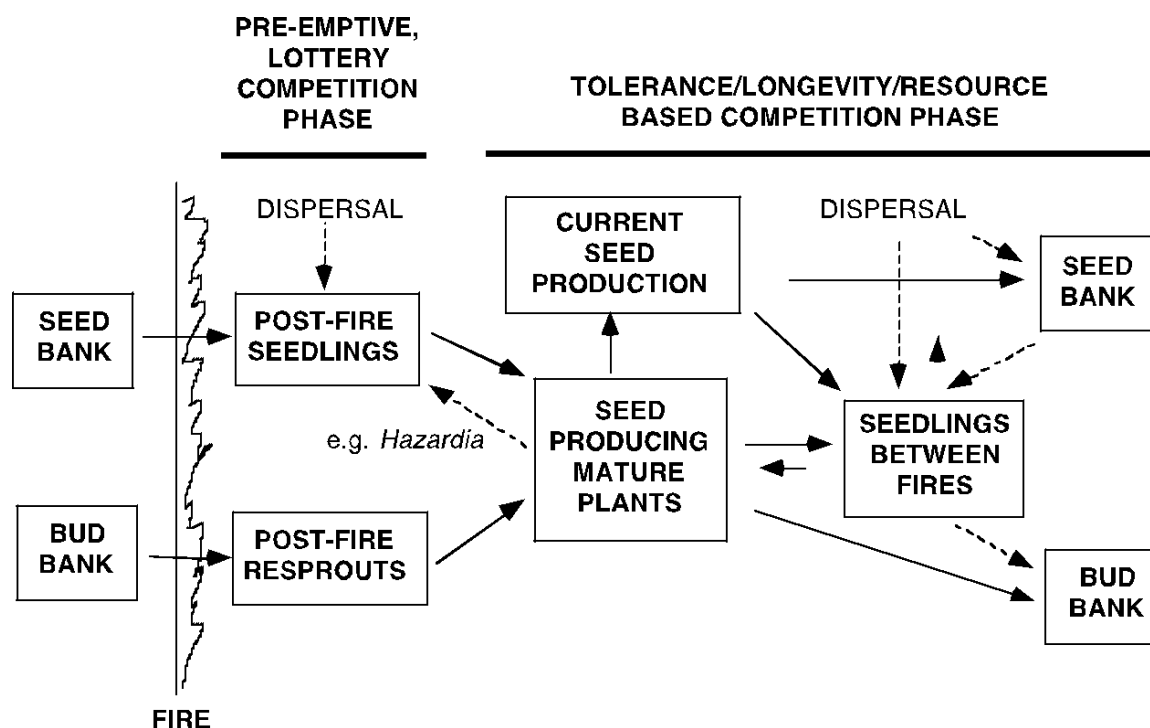 PRE-EMPTIVE,
LOTTERY
COMPETITION
PHASE
TOLERANCE/LONGEVITY/RESOURCE
BASED COMPETITION PHASE
DISPERSAL
CURRENT
SEED
PRODUCTION
DISPERSAL
SEED
BANK
SEED
BANK
POST-FIRE
SEEDLINGS
e.g. Hazardia
SEED
PRODUCING
MATURE
PLANTS
SEEDLINGS
BETWEEN
FIRES
BUD
BANK
POST-FIRE
RESPROUTS
BUD
BANK
FIRE